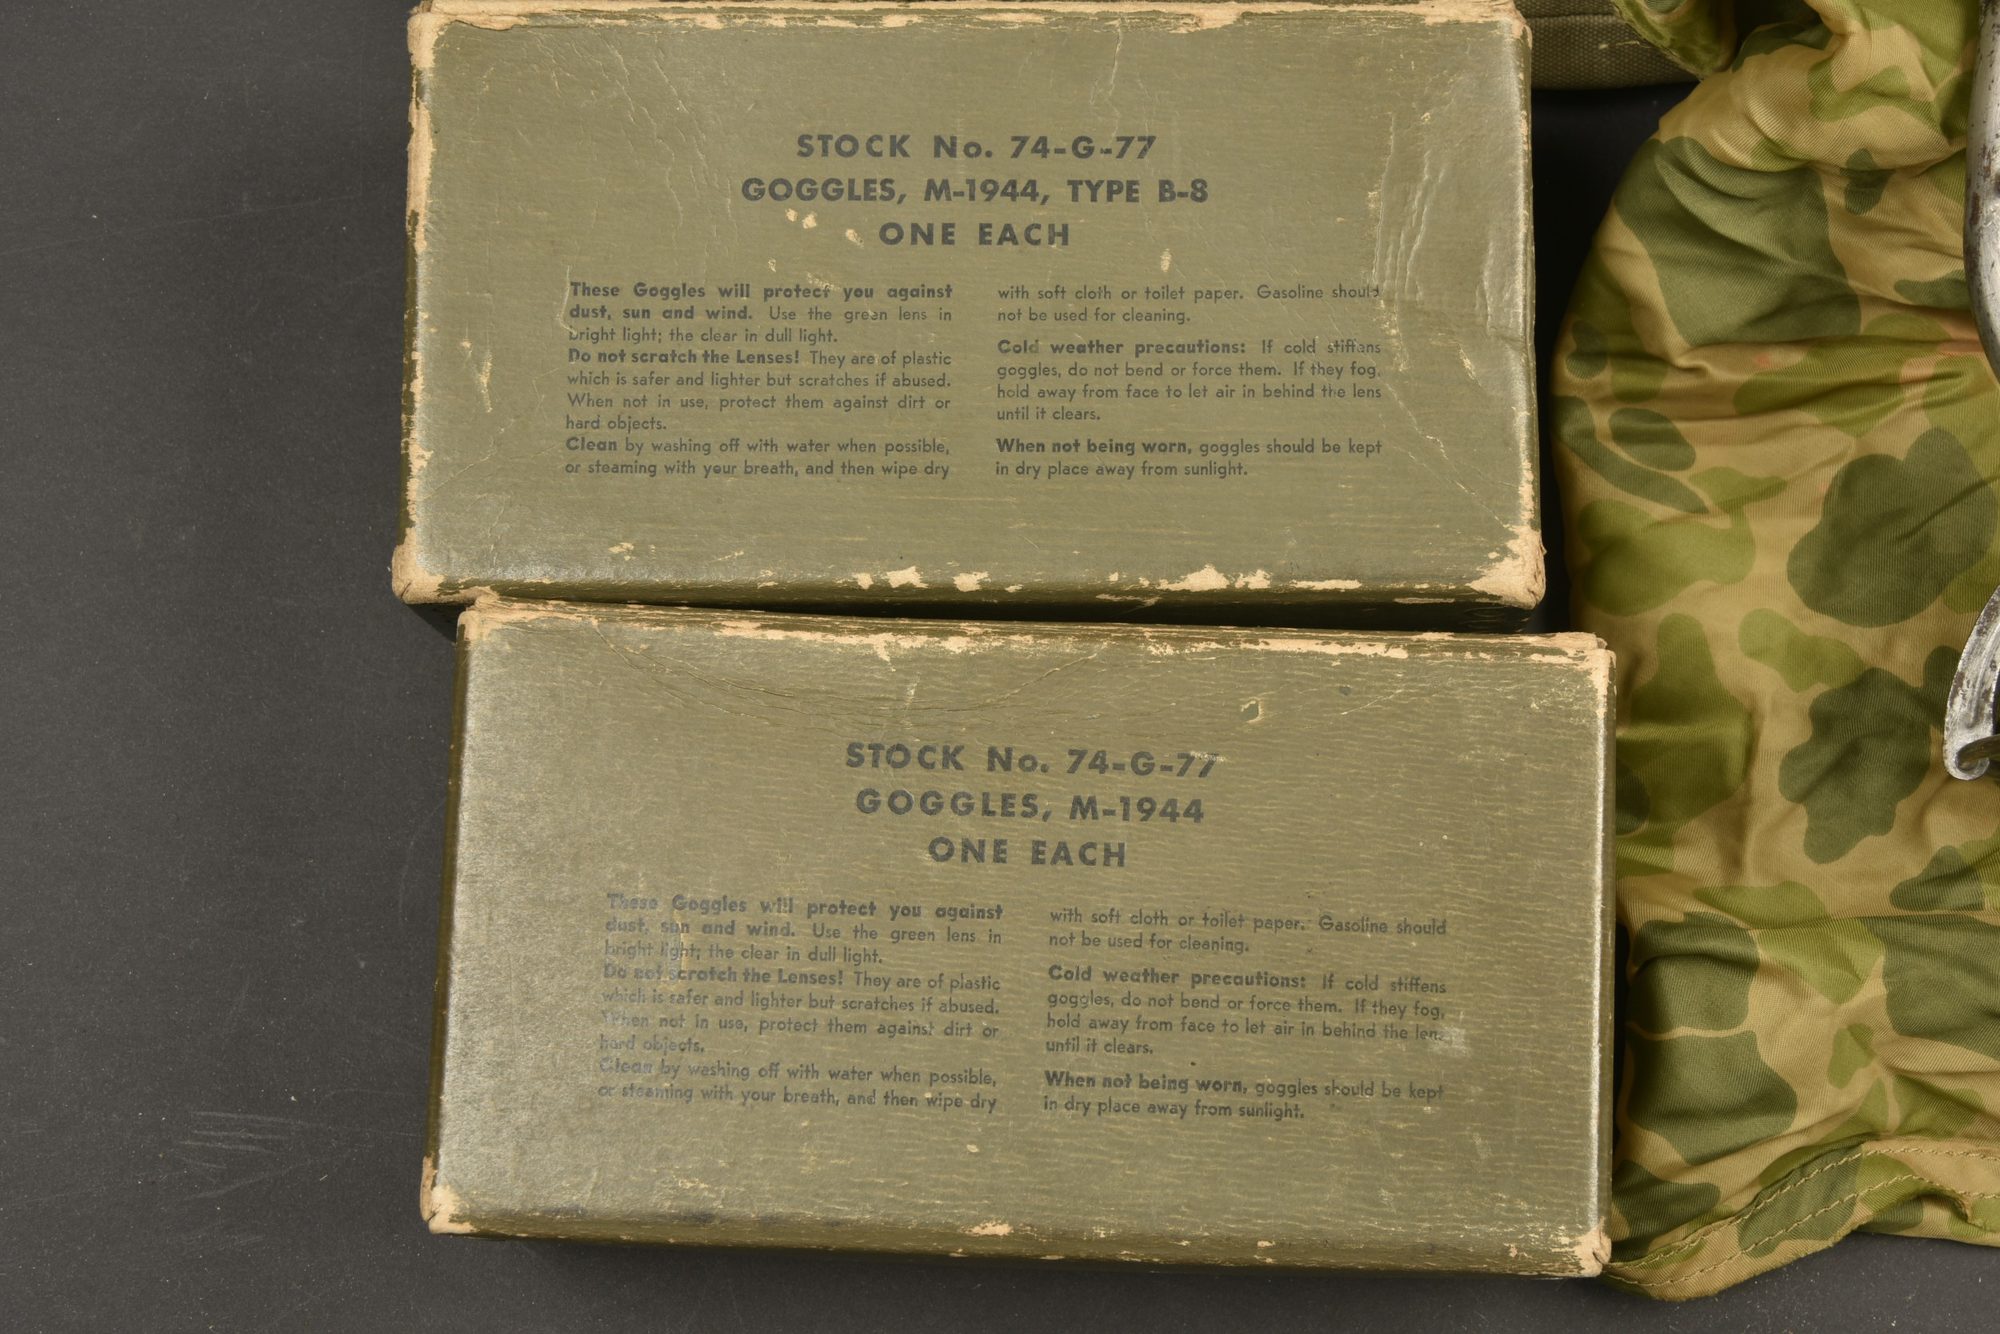 STOCK No. 74-G-77
GOGGLES, M-1944, TYPE B-8
ONE EACH
These Goggles will protect you against
dust, sun and wind. Use the green lens in
bright light; the clear in dull light.
Do not scratch the Lenses! They are of plastic
which is safer and lighter but scratches if abused.
When not in use, protect them against dirt or
hard objects.
Clean by washing off with water when possible,
or steaming with your breath, and then wipe dry
with soft cloth or toilet paper. Gasoline should
not be used for cleaning.
Cold weather precautions: If cold stiffens
goggles, do not bend or force them. If they fog,
hold away from face to let air in behind the lens
until it clears.
When not being worn, goggles should be kept
in dry place away from sunlight.
STOCK No. 74-G-77
GOGGLES, M-1944
ONE EACH
These Goggles will protect you against
dust, sun and wind. Use the green lens in
bright light; the clear in dull light.
Do not scratch the Lenses! They are of plastic
which is safer and lighter but scratches if abused.
When not in use, protect them against dirt or
hard objects.
Clean by washing off with water when possible,
or steaming with your breath, and then wipe dry
with soft cloth or toilet paper. Gasoline should
not be used for cleaning.
Cold weather precautions: If cold stiffens
goggles, do not bend or force them. If they fog,
hold away from face to let air in behind the lens
until it clears.
When not being worn, goggles should be kept
in dry place away from sunlight.